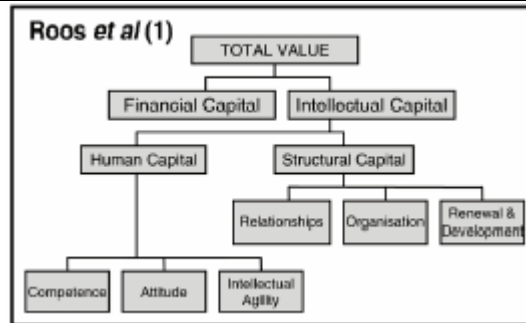 Roos et al (1)
TOTAL VALUE
Financial Capital
Intellectual Capital
Human Capital
Structural Capital
Relationships
Organisation
Renewal &
Development
Competence
Attitude
Intellectual
Agility